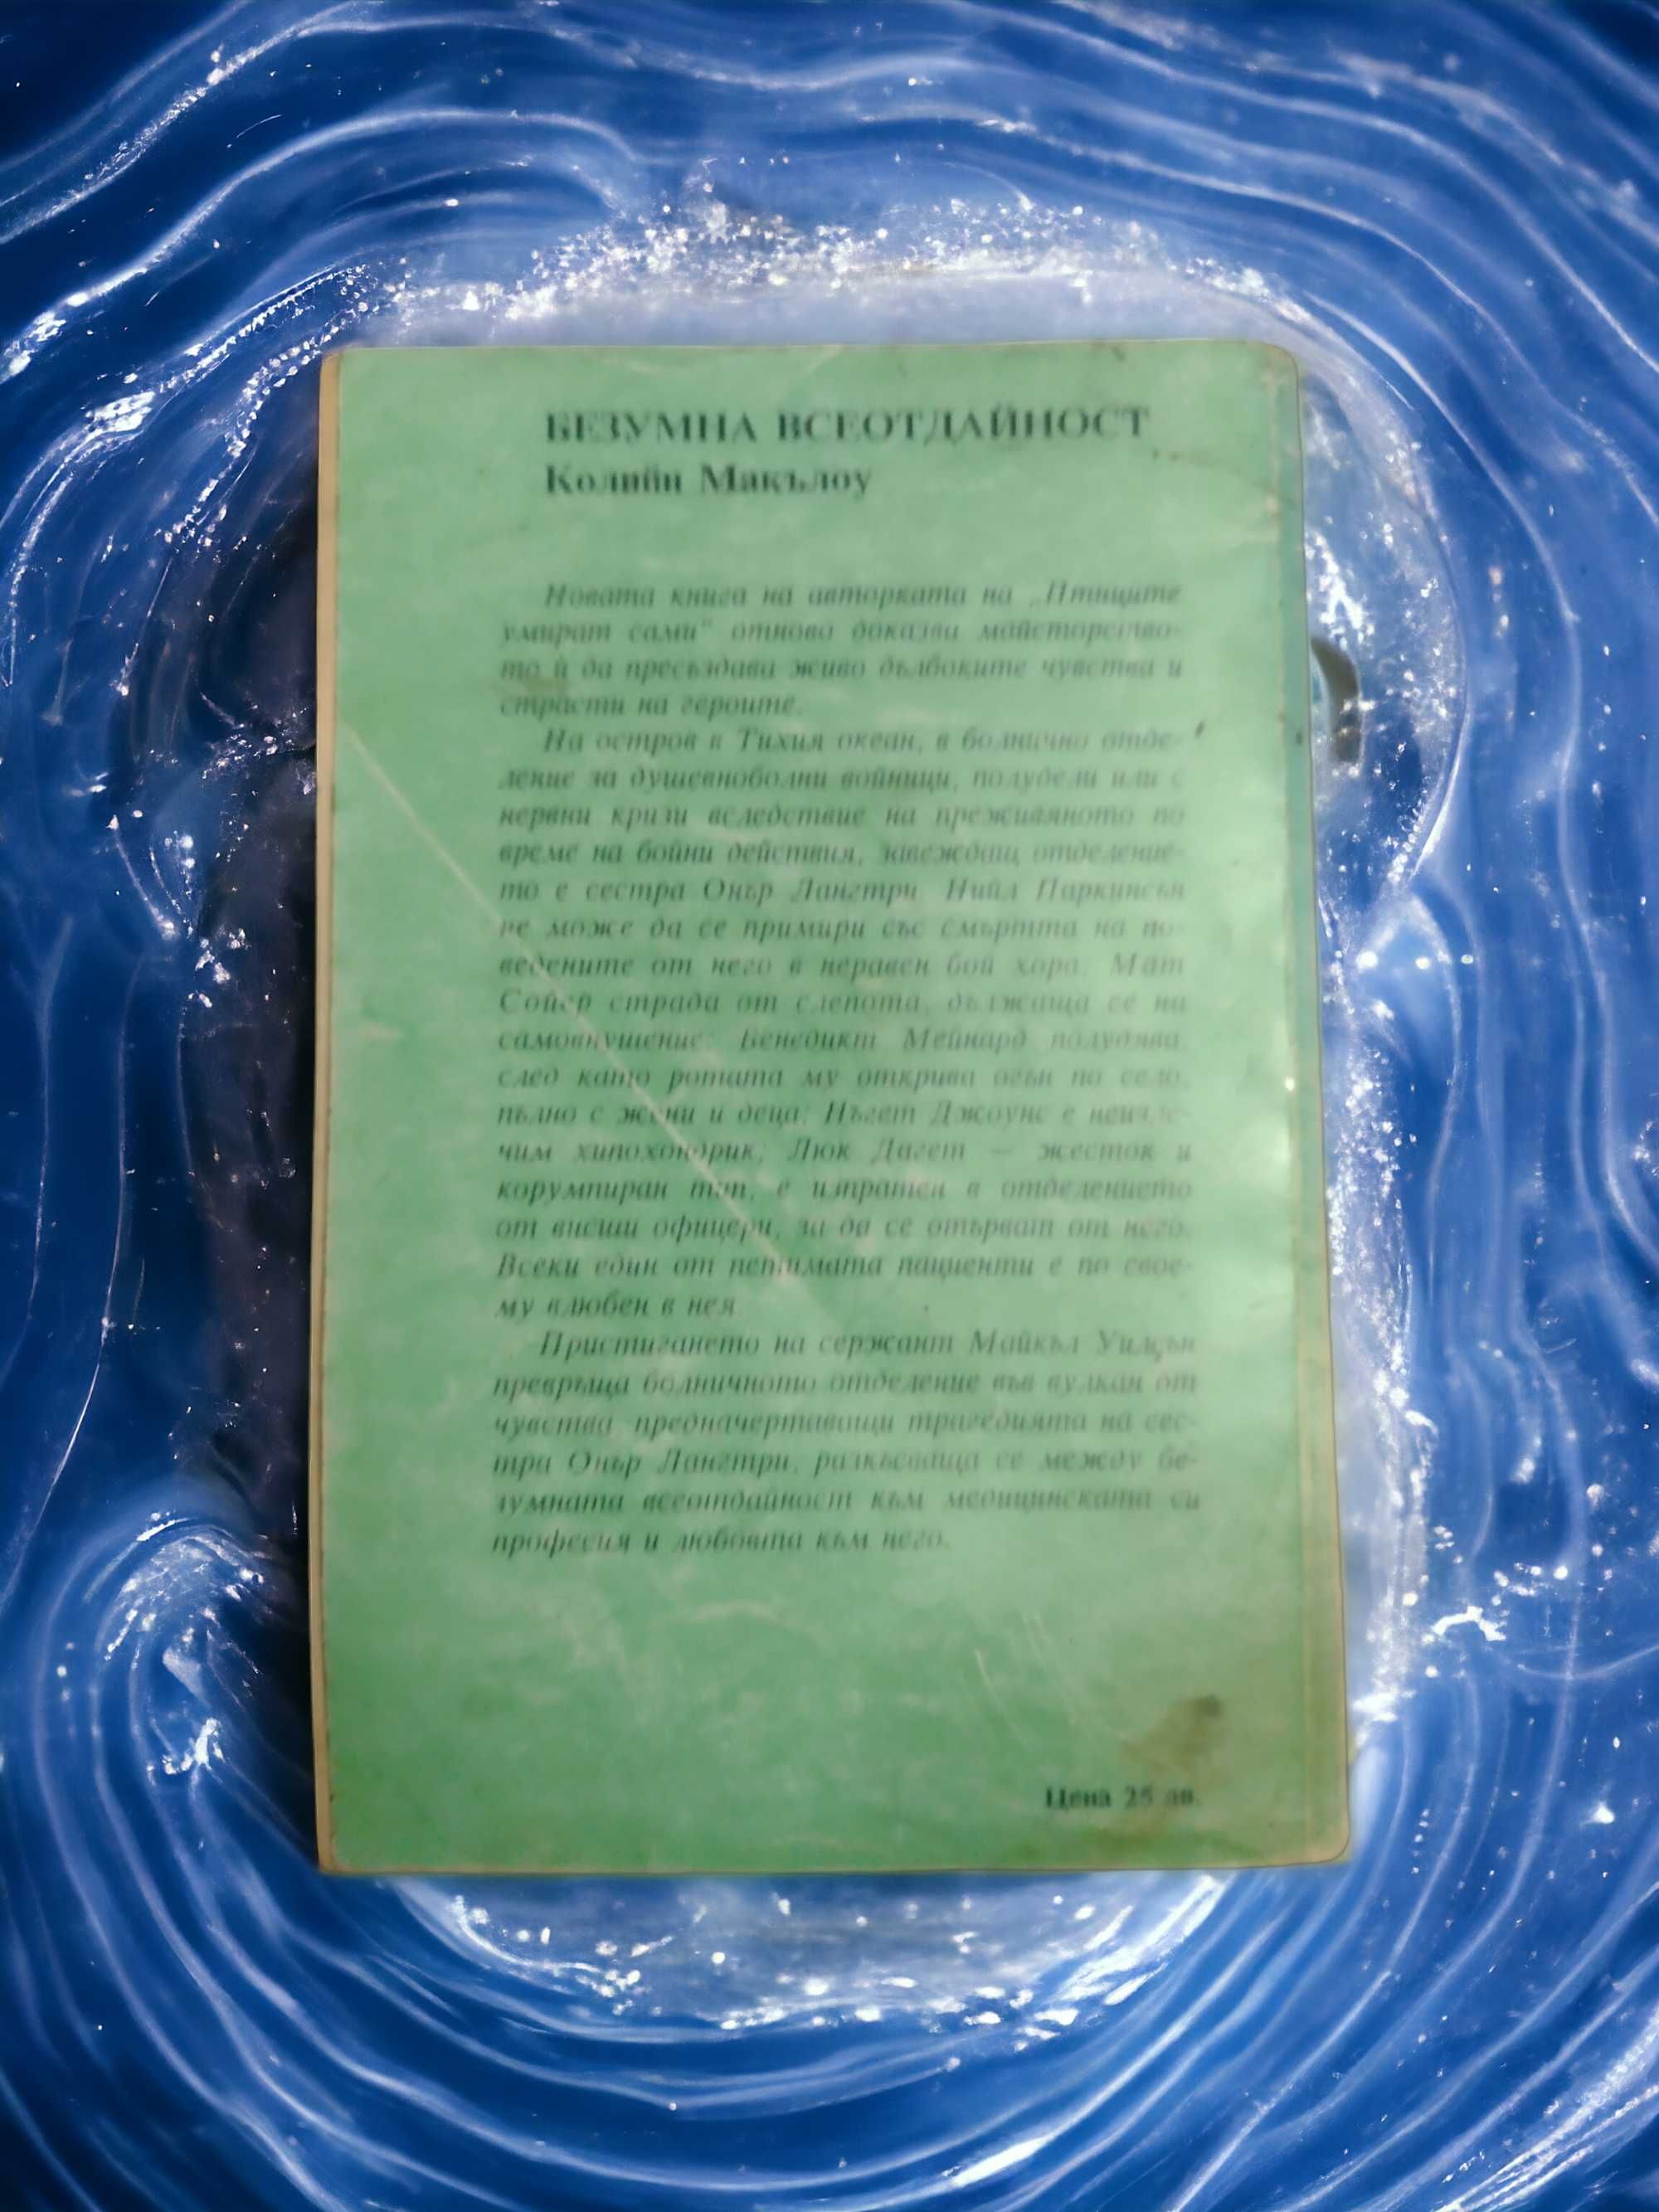 БЕЗУМНА ВСЕОТДАЙНОСТ
Колийн Макълоу
Новата книга на авторката на „Птиците
умират сами“ отново доказва майсторство-
то ѝ да пресъздава живо дълбоките чувства и
страсти на героите.
На остров в Тихия океан, в болнично отде-
ление за душевноболни войници, полудели или с
нервни кризи вследствие на преживяното по
време на бойни действия, завеждащ отделение-
то е сестра Онър Лангтри. Нийл Паркинсън
не може да се примири със смъртта на по-
ведените от него в неравен бой хора; Мат
Сойер страда от слепота, дължаща се на
самовнушение; Бенедикт Мейнард полудява,
след като ротата му открива огън по село,
пълно с жени и деца; Нъгет Джоунс е неизле-
чим хипохондрик; Люк Дагет — жесток и
корумпиран тип, е изпратен в отделението
от висши офицери, за да се отърват от него.
Всеки един от петимата пациенти е по свое-
му влюбен в нея.
Пристигането на сержант Майкъл Уилсън
превръща болничното отделение във вулкан от
чувства, предначертаващи трагедията на сес-
тра Онър Лангтри, разкъсваща се между бе-
зумната всеотдайност към медицинската си
професия и любовта към него.
Цена 25 лв.